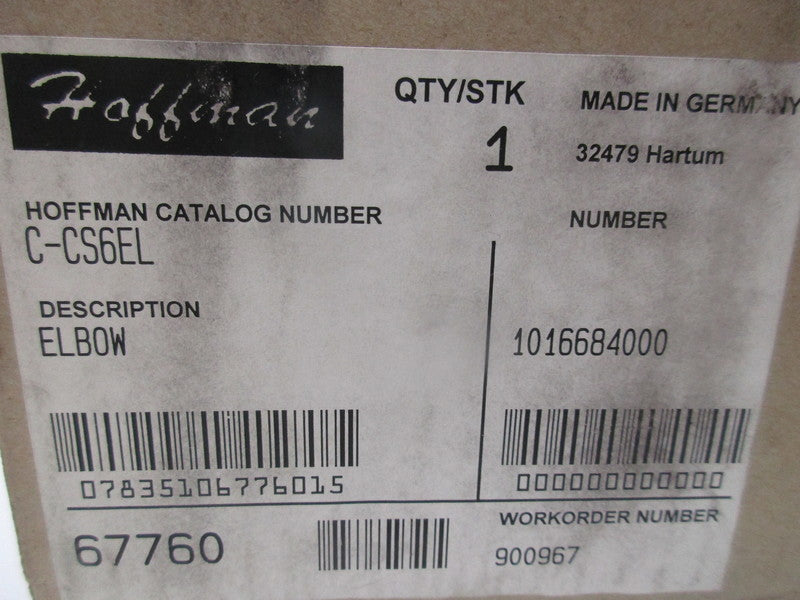 Hoffman
QTY/STK
1
MADE IN GERMANY
32479 Hartum
HOFFMAN CATALOG NUMBER
C-CS6EL
NUMBER
DESCRIPTION
ELBOW
1016684000
07835106776015
000000000000
67760
WORKORDER NUMBER
900967